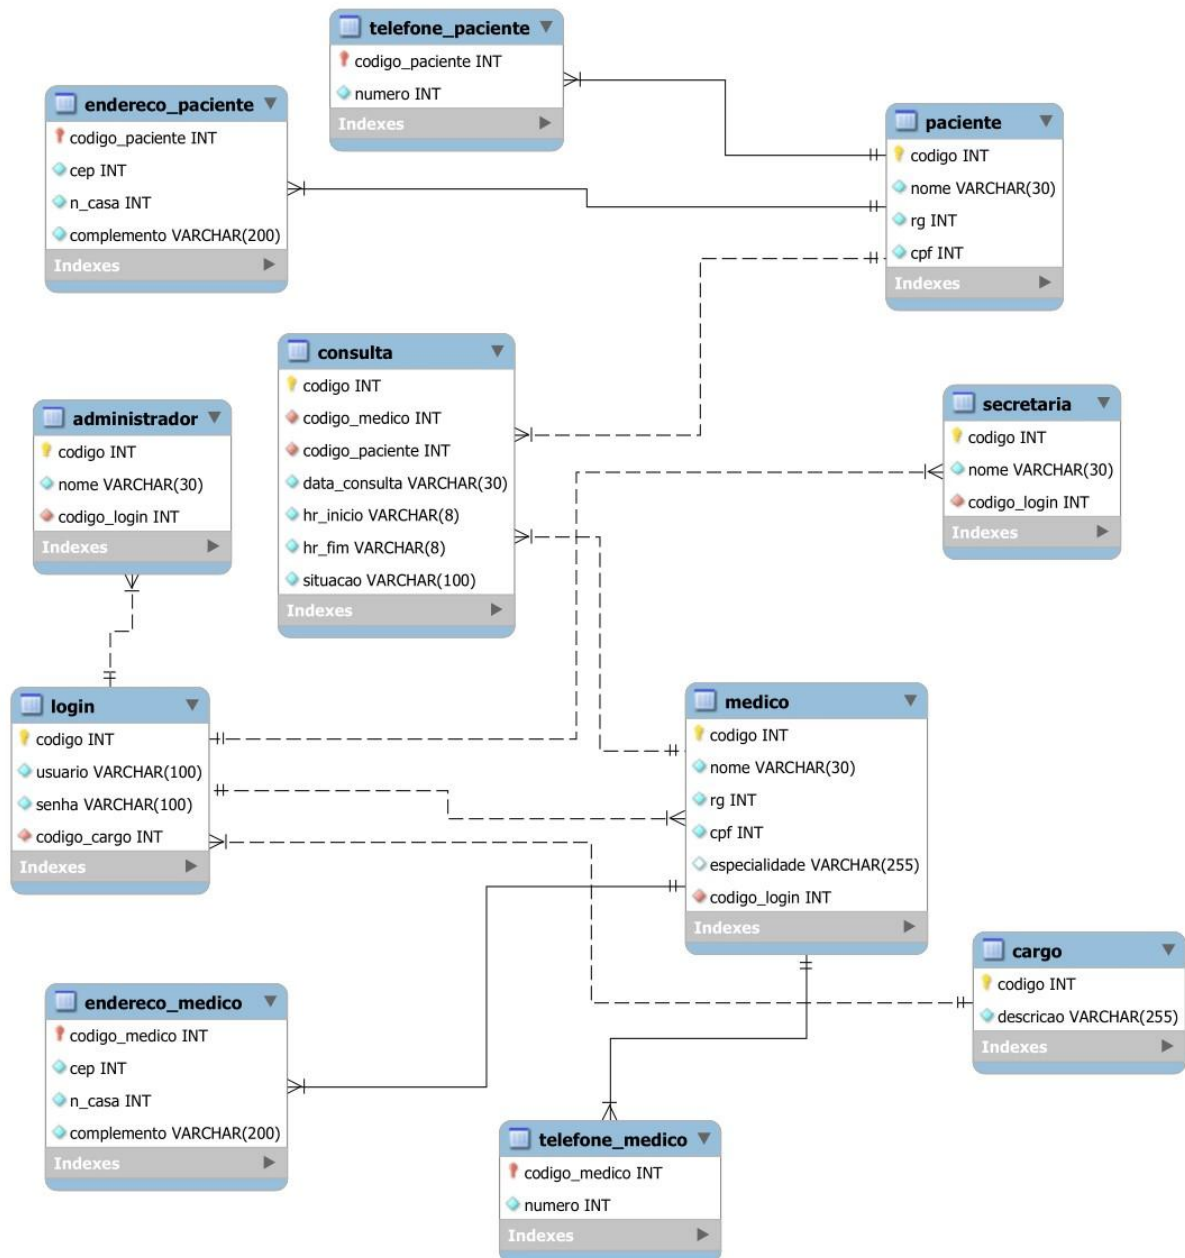 telefone_paciente
codigo_paciente INT
numero INT
Indexes
endereco_paciente
codigo_paciente INT
cep INT
n_casa INT
complemento VARCHAR(200)
Indexes
paciente
codigo INT
nome VARCHAR(30)
rg INT
cpf INT
Indexes
consulta
codigo INT
codigo_medico INT
codigo_paciente INT
data_consulta VARCHAR(30)
hr_inicio VARCHAR(8)
hr_fim VARCHAR(8)
situacao VARCHAR(100)
Indexes
administrador
codigo INT
nome VARCHAR(30)
codigo_login INT
Indexes
secretaria
codigo INT
nome VARCHAR(30)
codigo_login INT
Indexes
login
codigo INT
usuario VARCHAR(100)
senha VARCHAR(100)
codigo_cargo INT
Indexes
medico
codigo INT
nome VARCHAR(30)
rg INT
cpf INT
especialidade VARCHAR(255)
codigo_login INT
Indexes
cargo
codigo INT
descricao VARCHAR(255)
Indexes
endereco_medico
codigo_medico INT
cep INT
n_casa INT
complemento VARCHAR(200)
Indexes
telefone_medico
codigo_medico INT
numero INT
Indexes